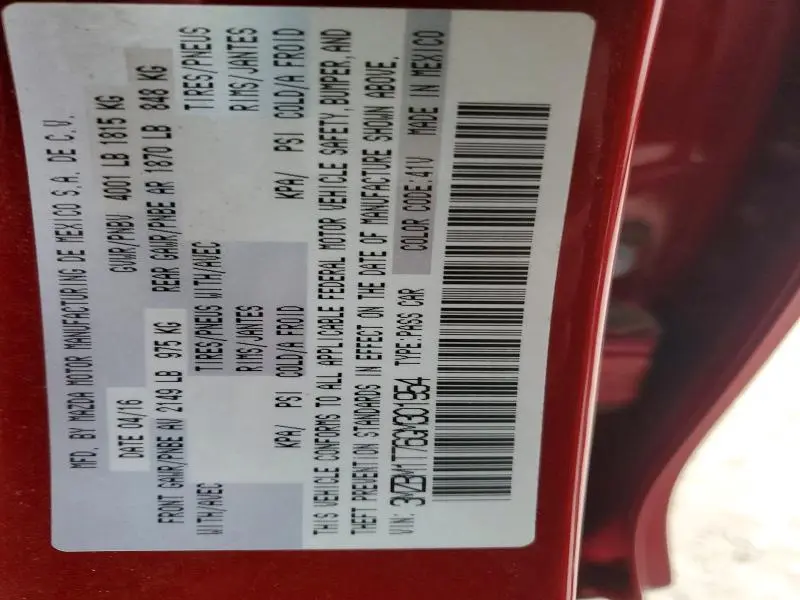 MFD. BY MAZDA MOTOR MANUFACTURING DE MEXICO S.A. DE C.V.
DATE 04/16 GVWR/PNBV 4001 LB 1815 KG
FRONT GAWR/PNBE AV 2149 LB 975 KG REAR GAWR/PNBE AR 1870 LB 848 KG
WITH/AVEC TIRES/PNEUS WITH/AVEC TIRES/PNEUS
RIMS/JANTES RIMS/JANTES
KPA/ PSI COLD/A FROID KPA/ PSI COLD/A FROID
THIS VEHICLE CONFORMS TO ALL APPLICABLE FEDERAL MOTOR VEHICLE SAFETY, BUMPER, AND
THEFT PREVENTION STANDARDS IN EFFECT ON THE DATE OF MANUFACTURE SHOWN ABOVE.
VIN: 3MZBM1T76GM301954 TYPE:PASS CAR COLOR CODE:41V MADE IN MEXICO